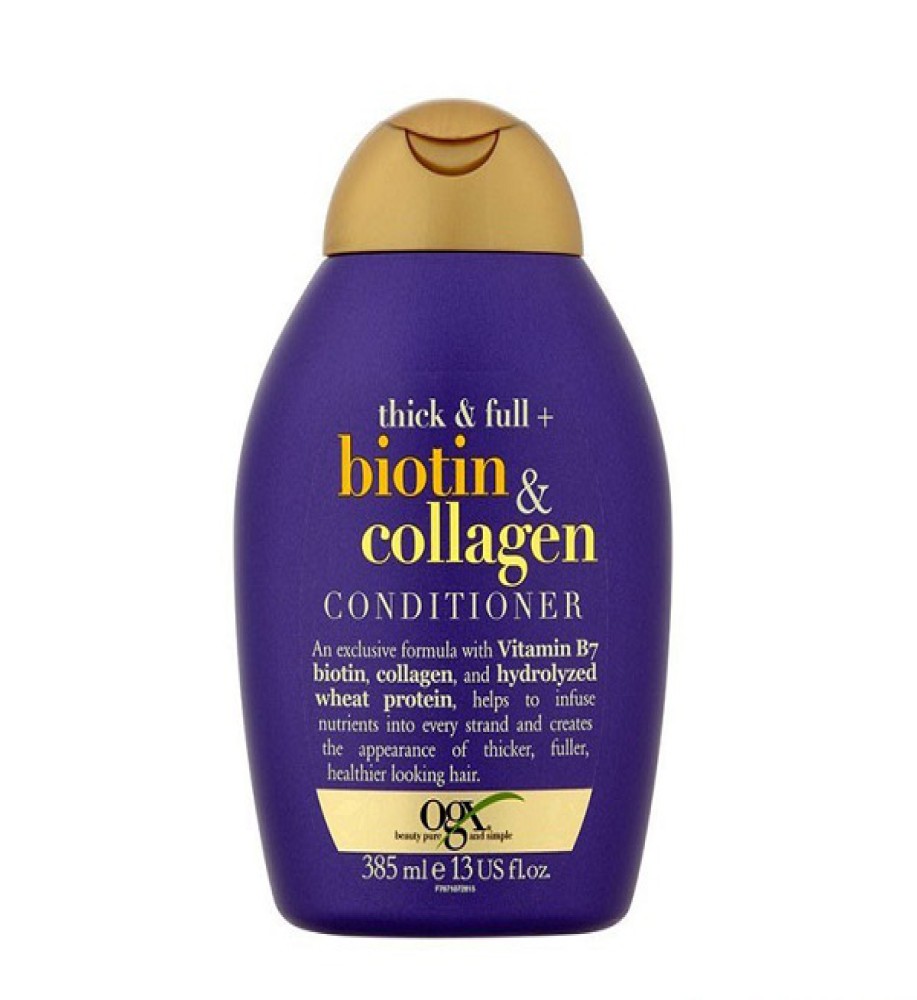 thick & full +
biotin &
collagen
CONDITIONER
An exclusive formula with Vitamin B7
biotin, collagen, and hydrolyzed
wheat protein, helps to infuse
nutrients into every strand and creates
the appearance of thicker, fuller,
healthier looking hair.
ogx®
beauty pure and simple
385 ml e 13 US fl.oz.
F7671072815